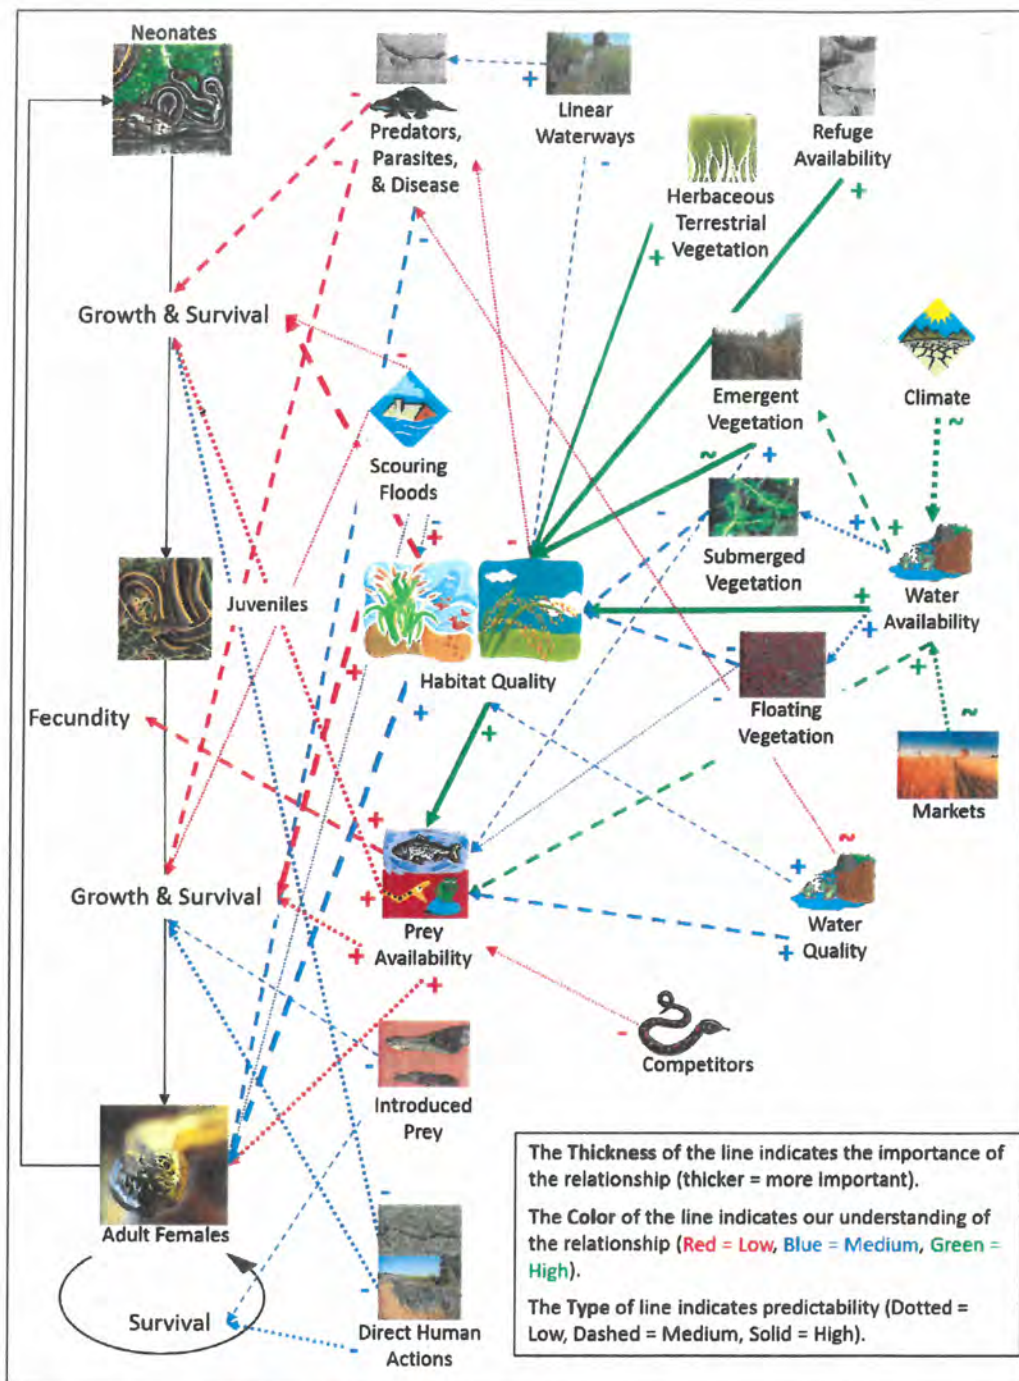 Neonates
Predators,
Parasites,
& Disease
Linear
Waterways
Refuge
Availability
Herbaceous
Terrestrial
Vegetation
Growth & Survival
Scouring
Floods
Emergent
Vegetation
Climate
Submerged
Vegetation
Water
Availability
Juveniles
Habitat Quality
Fecundity
Floating
Vegetation
Markets
Growth & Survival
Prey
Availability
Water
Quality
Competitors
Introduced
Prey
Adult Females
Survival
Direct Human
Actions
The Thickness of the line indicates the importance of
the relationship (thicker = more important).
The Color of the line indicates our understanding of
the relationship (Red = Low, Blue = Medium, Green =
High).
The Type of line indicates predictability (Dotted =
Low, Dashed = Medium, Solid = High).